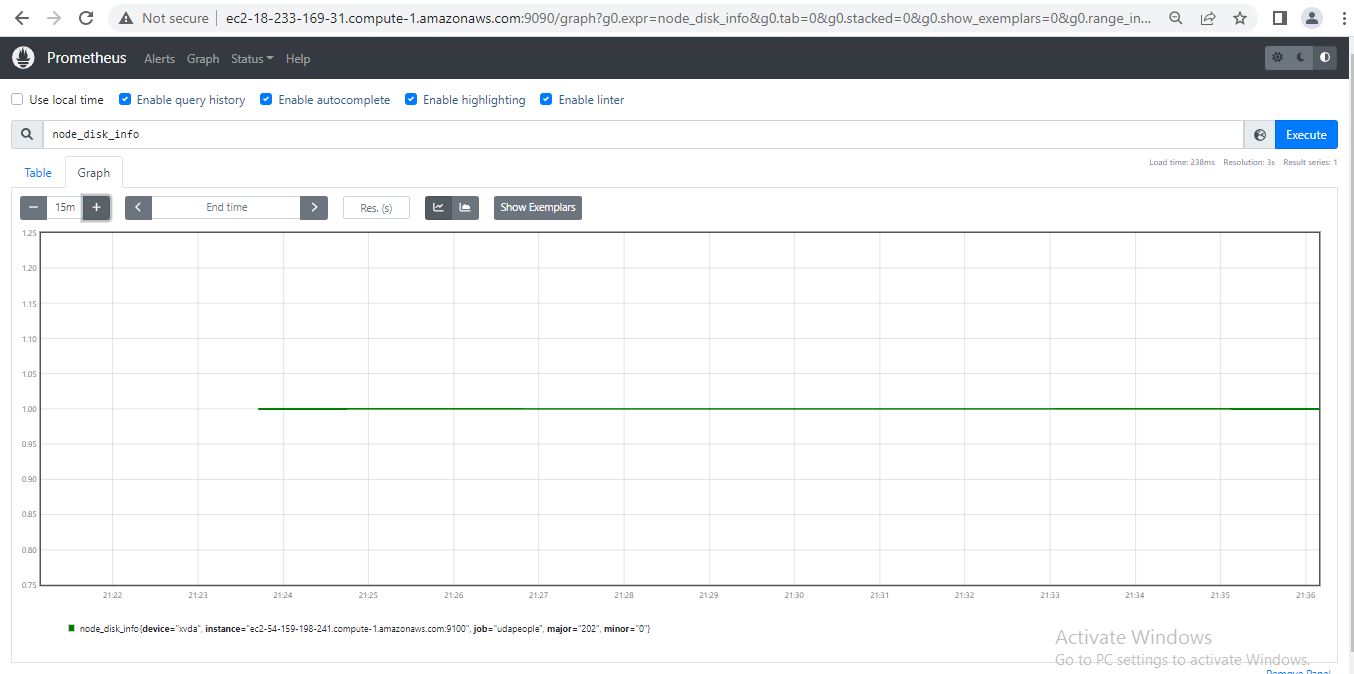 Not secure | ec2-18-233-169-31.compute-1.amazonaws.com:9090/graph?g0.expr=node_disk_info&g0.tab=0&g0.stacked=0&g0.show_exemplars=0&g0.range_in...
Prometheus Alerts Graph Status Help
Use local time Enable query history Enable autocomplete Enable highlighting Enable linter
node_disk_info Execute
Load time: 238ms Resolution: 3s Result series: 1
Table Graph
− 15m + End time Res. (s) Show Exemplars
1.25
1.20
1.15
1.10
1.05
1.00
0.95
0.90
0.85
0.80
0.75
21:22 21:23 21:24 21:25 21:26 21:27 21:28 21:29 21:30 21:31 21:32 21:33 21:34 21:35 21:36
node_disk_info{device="xvda", instance="ec2-54-159-198-241.compute-1.amazonaws.com:9100", job="udapeople", major="202", minor="0"}
Activate Windows
Go to PC settings to activate Windows.
Remove Panel